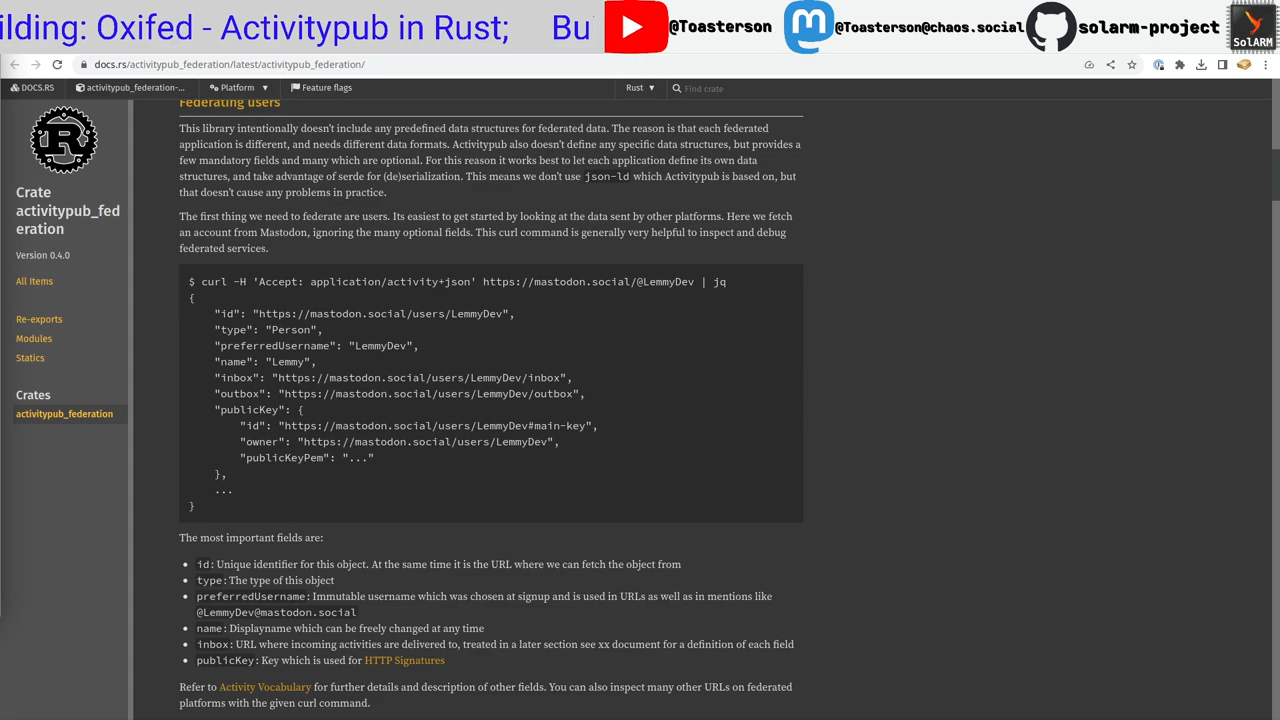 ilding: Oxifed - Activitypub in Rust; Bu
@Toasterson
@Toasterson@chaos.social
solarm-project
SolARM
docs.rs/activitypub_federation/latest/activitypub_federation/
DOCS.RS
activitypub_federation-...
Platform
Feature flags
Rust
Find crate
Crate
activitypub_fed
eration
Version 0.4.0
All Items
Re-exports
Modules
Statics
Crates
activitypub_federation
Federating users
This library intentionally doesn't include any predefined data structures for federated data. The reason is that each federated
application is different, and needs different data formats. Activitypub also doesn't define any specific data structures, but provides a
few mandatory fields and many which are optional. For this reason it works best to let each application define its own data
structures, and take advantage of serde for (de)serialization. This means we don't use json-ld which Activitypub is based on, but
that doesn't cause any problems in practice.
The first thing we need to federate are users. Its easiest to get started by looking at the data sent by other platforms. Here we fetch
an account from Mastodon, ignoring the many optional fields. This curl command is generally very helpful to inspect and debug
federated services.
$ curl -H 'Accept: application/activity+json' https://mastodon.social/@LemmyDev | jq
{
"id": "https://mastodon.social/users/LemmyDev",
"type": "Person",
"preferredUsername": "LemmyDev",
"name": "Lemmy",
"inbox": "https://mastodon.social/users/LemmyDev/inbox",
"outbox": "https://mastodon.social/users/LemmyDev/outbox",
"publicKey": {
"id": "https://mastodon.social/users/LemmyDev#main-key",
"owner": "https://mastodon.social/users/LemmyDev",
"publicKeyPem": "..."
},
...
}
The most important fields are:
id: Unique identifier for this object. At the same time it is the URL where we can fetch the object from
type: The type of this object
preferredUsername: Immutable username which was chosen at signup and is used in URLs as well as in mentions like
@LemmyDev@mastodon.social
name: Displayname which can be freely changed at any time
inbox: URL where incoming activities are delivered to, treated in a later section see xx document for a definition of each field
publicKey: Key which is used for HTTP Signatures
Refer to Activity Vocabulary for further details and description of other fields. You can also inspect many other URLs on federated
platforms with the given curl command.